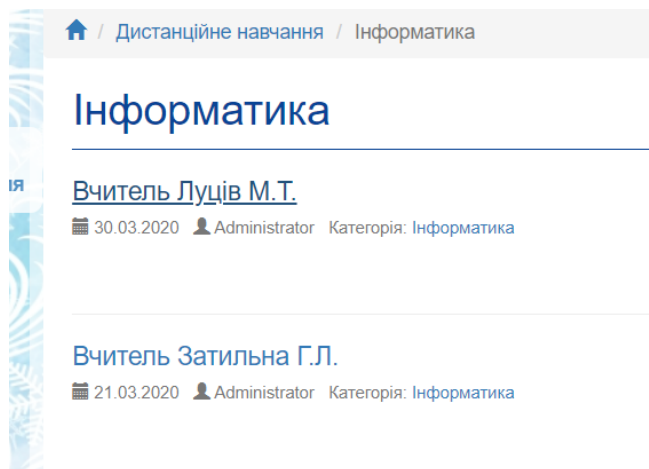 / Дистанційне навчання / Інформатика
Інформатика
ня
Вчитель Луців М.Т.
30.03.2020 Administrator Категорія: Інформатика
Вчитель Затильна Г.Л.
21.03.2020 Administrator Категорія: Інформатика